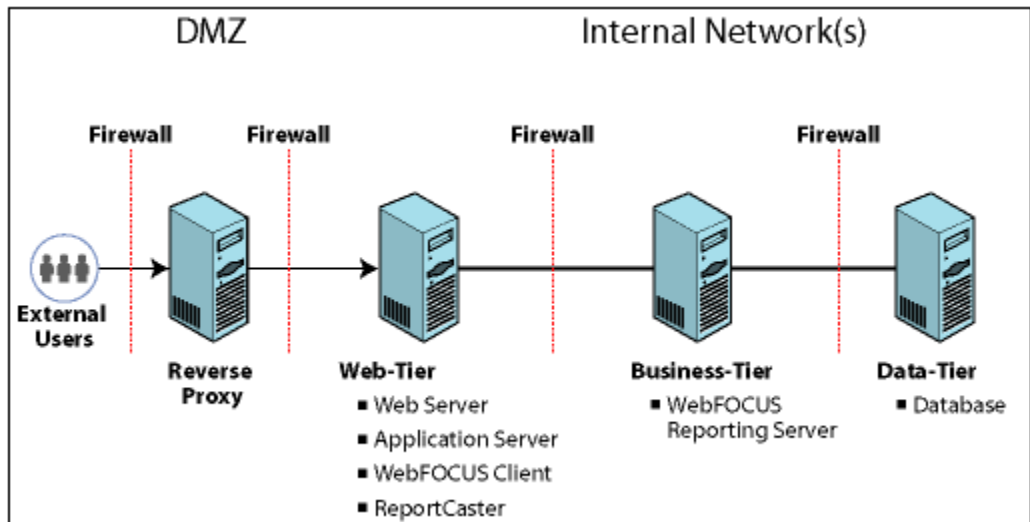 DMZ
Internal Network(s)
Firewall
Firewall
Firewall
Firewall
External
Users
Reverse
Proxy
Web-Tier
▪ Web Server
▪ Application Server
▪ WebFOCUS Client
▪ ReportCaster
Business-Tier
▪ WebFOCUS
Reporting Server
Data-Tier
▪ Database